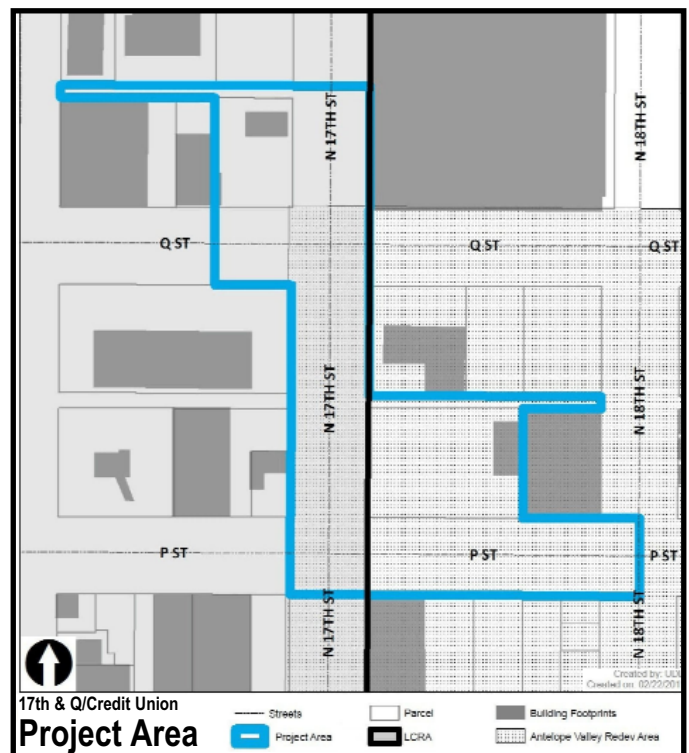 N 17TH ST
N 18TH ST
Q ST
Q ST
Q ST
N 17TH ST
N 18TH ST
P ST
P ST
P ST
N 17TH ST
N 18TH ST
Created by:
Created on: 02/22/201
17th & Q/Credit Union
Project Area
Streets
Parcel
Building Footprints
Project Area
LCRA
Antelope Valley Redev Area